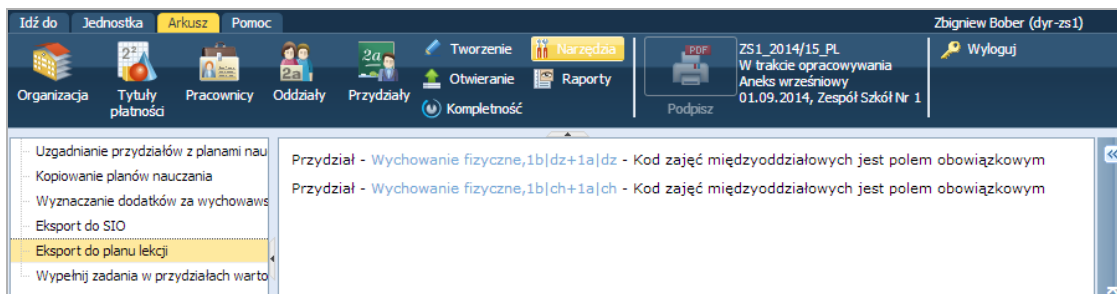 Idź do Jednostka Arkusz Pomoc Zbigniew Bober (dyr-zs1)
Organizacja
Tytuły
płatności
Pracownicy
Oddziały
2a
Przydziały
2a
Tworzenie
Otwieranie
Kompletność
Narzędzia
Raporty
PDF
Podpisz
ZS1_2014/15_PL
W trakcie opracowywania
Aneks wrześniowy
01.09.2014, Zespół Szkół Nr 1
Wyloguj
Uzgadnianie przydziałów z planami nau
Kopiowanie planów nauczania
Wyznaczanie dodatków za wychowaws
Eksport do SIO
Eksport do planu lekcji
Wypełnij zadania w przydziałach warto
Przydział - Wychowanie fizyczne,1b|dz+1a|dz - Kod zajęć międzyoddziałowych jest polem obowiązkowym
Przydział - Wychowanie fizyczne,1b|ch+1a|ch - Kod zajęć międzyoddziałowych jest polem obowiązkowym